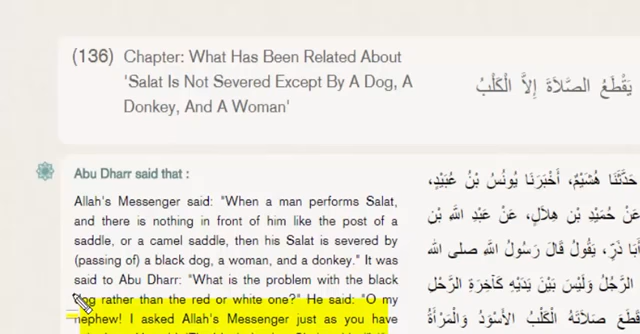 (136) Chapter: What Has Been Related About
'Salat Is Not Severed Except By A Dog, A
Donkey, And A Woman'
يَقْطَعُ الصَّلاَةَ إِلاَّ الْكَلْبُ
Abu Dharr said that :
Allah's Messenger said: "When a man performs Salat,
and there is nothing in front of him like the post of a
saddle, or a camel saddle, then his Salat is severed by
(passing of) a black dog, a woman, and a donkey." It was
said to Abu Dharr: "What is the problem with the black
dog rather than the red or white one?" He said: "O my
nephew! I asked Allah's Messenger just as you have
حَدَّثَنَا هُشَيْمٌ، أَخْبَرَنَا يُونُسُ بْنُ عُبَيْدٍ،
عَنْ حُمَيْدِ بْنِ هِلاَلٍ، عَنْ عَبْدِ اللَّهِ بْنِ
أَبَا ذَرٍّ، يَقُولُ قَالَ رَسُولُ اللَّهِ صلى الله
الرَّجُلُ وَلَيْسَ بَيْنَ يَدَيْهِ كَآخِرَةِ الرَّحْلِ
قَطَعَ صَلاَتَهُ الْكَلْبُ الأَسْوَدُ وَالْمَرْأَةُ